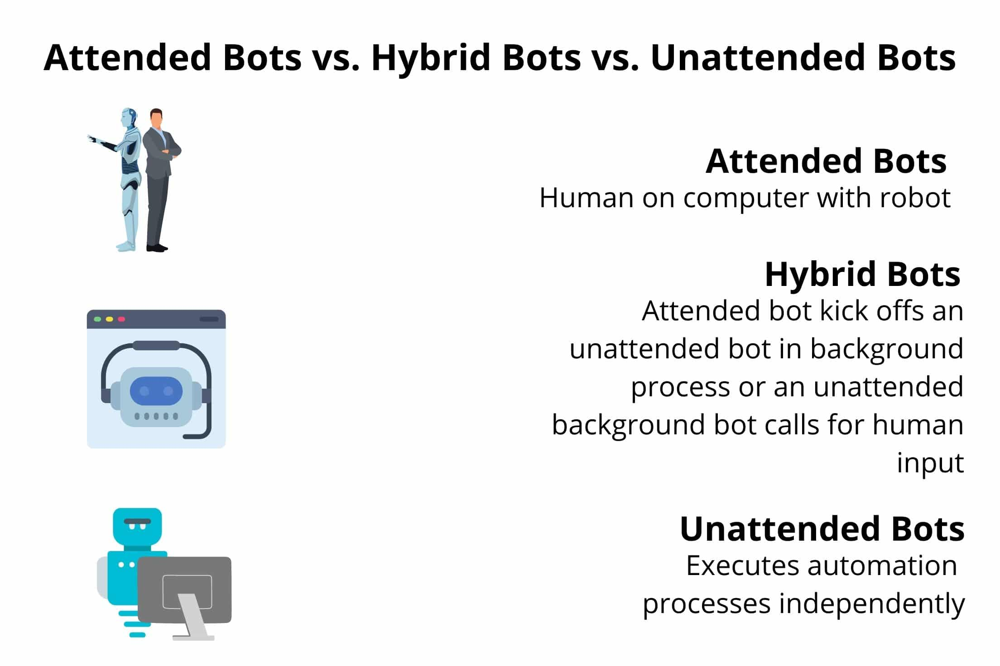 Attended Bots vs. Hybrid Bots vs. Unattended Bots
Attended Bots
Human on computer with robot
Hybrid Bots
Attended bot kick offs an
unattended bot in background
process or an unattended
background bot calls for human
input
Unattended Bots
Executes automation
processes independently